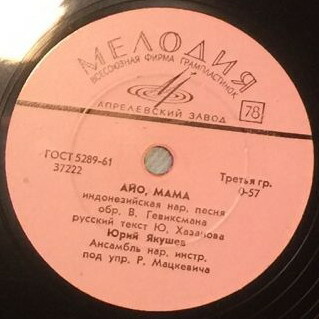 МЕЛОДИЯ
ВСЕСОЮЗНАЯ ФИРМА ГРАМПЛАСТИНОК
78
АПРЕЛЕВСКИЙ ЗАВОД
ГОСТ 5289-61
37222
Третья гр.
0-57
АЙО, МАМА
индонезийская нар. песня
обр. В. Гевиксмана
русский текст Ю. Хазанова
Юрий Якушев
Ансамбль нар. инстр.
под упр. Р. Мацкевича